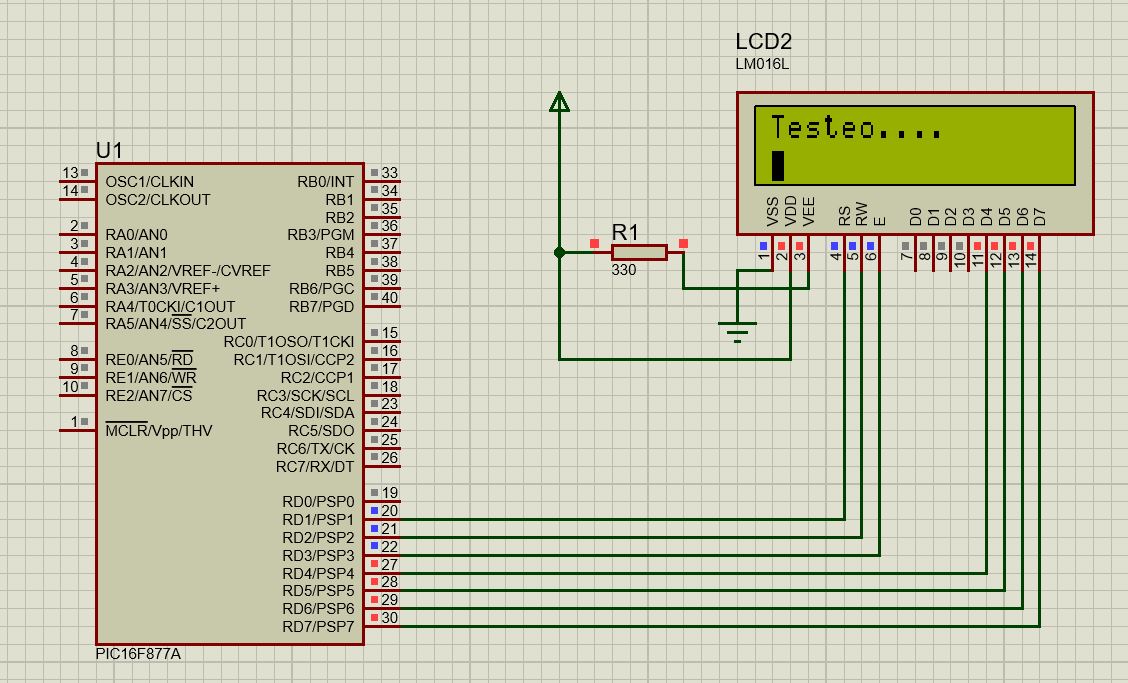 LCD2
LM016L
Testeo....
VSS VDD VEE RS RW E D0 D1 D2 D3 D4 D5 D6 D7
1 2 3 4 5 6 7 8 9 10 11 12 13 14
R1
330
U1
13 OSC1/CLKIN RB0/INT 33
14 OSC2/CLKOUT RB1 34
RB2 35
2 RA0/AN0 RB3/PGM 36
3 RA1/AN1 RB4 37
4 RA2/AN2/VREF-/CVREF RB5 38
5 RA3/AN3/VREF+ RB6/PGC 39
6 RA4/T0CKI/C1OUT RB7/PGD 40
7 RA5/AN4/SS/C2OUT
RC0/T1OSO/T1CKI 15
8 RE0/AN5/RD RC1/T1OSI/CCP2 16
9 RE1/AN6/WR RC2/CCP1 17
10 RE2/AN7/CS RC3/SCK/SCL 18
RC4/SDI/SDA 23
1 MCLR/Vpp/THV RC5/SDO 24
RC6/TX/CK 25
RC7/RX/DT 26
RD0/PSP0 19
RD1/PSP1 20
RD2/PSP2 21
RD3/PSP3 22
RD4/PSP4 27
RD5/PSP5 28
RD6/PSP6 29
RD7/PSP7 30
PIC16F877A